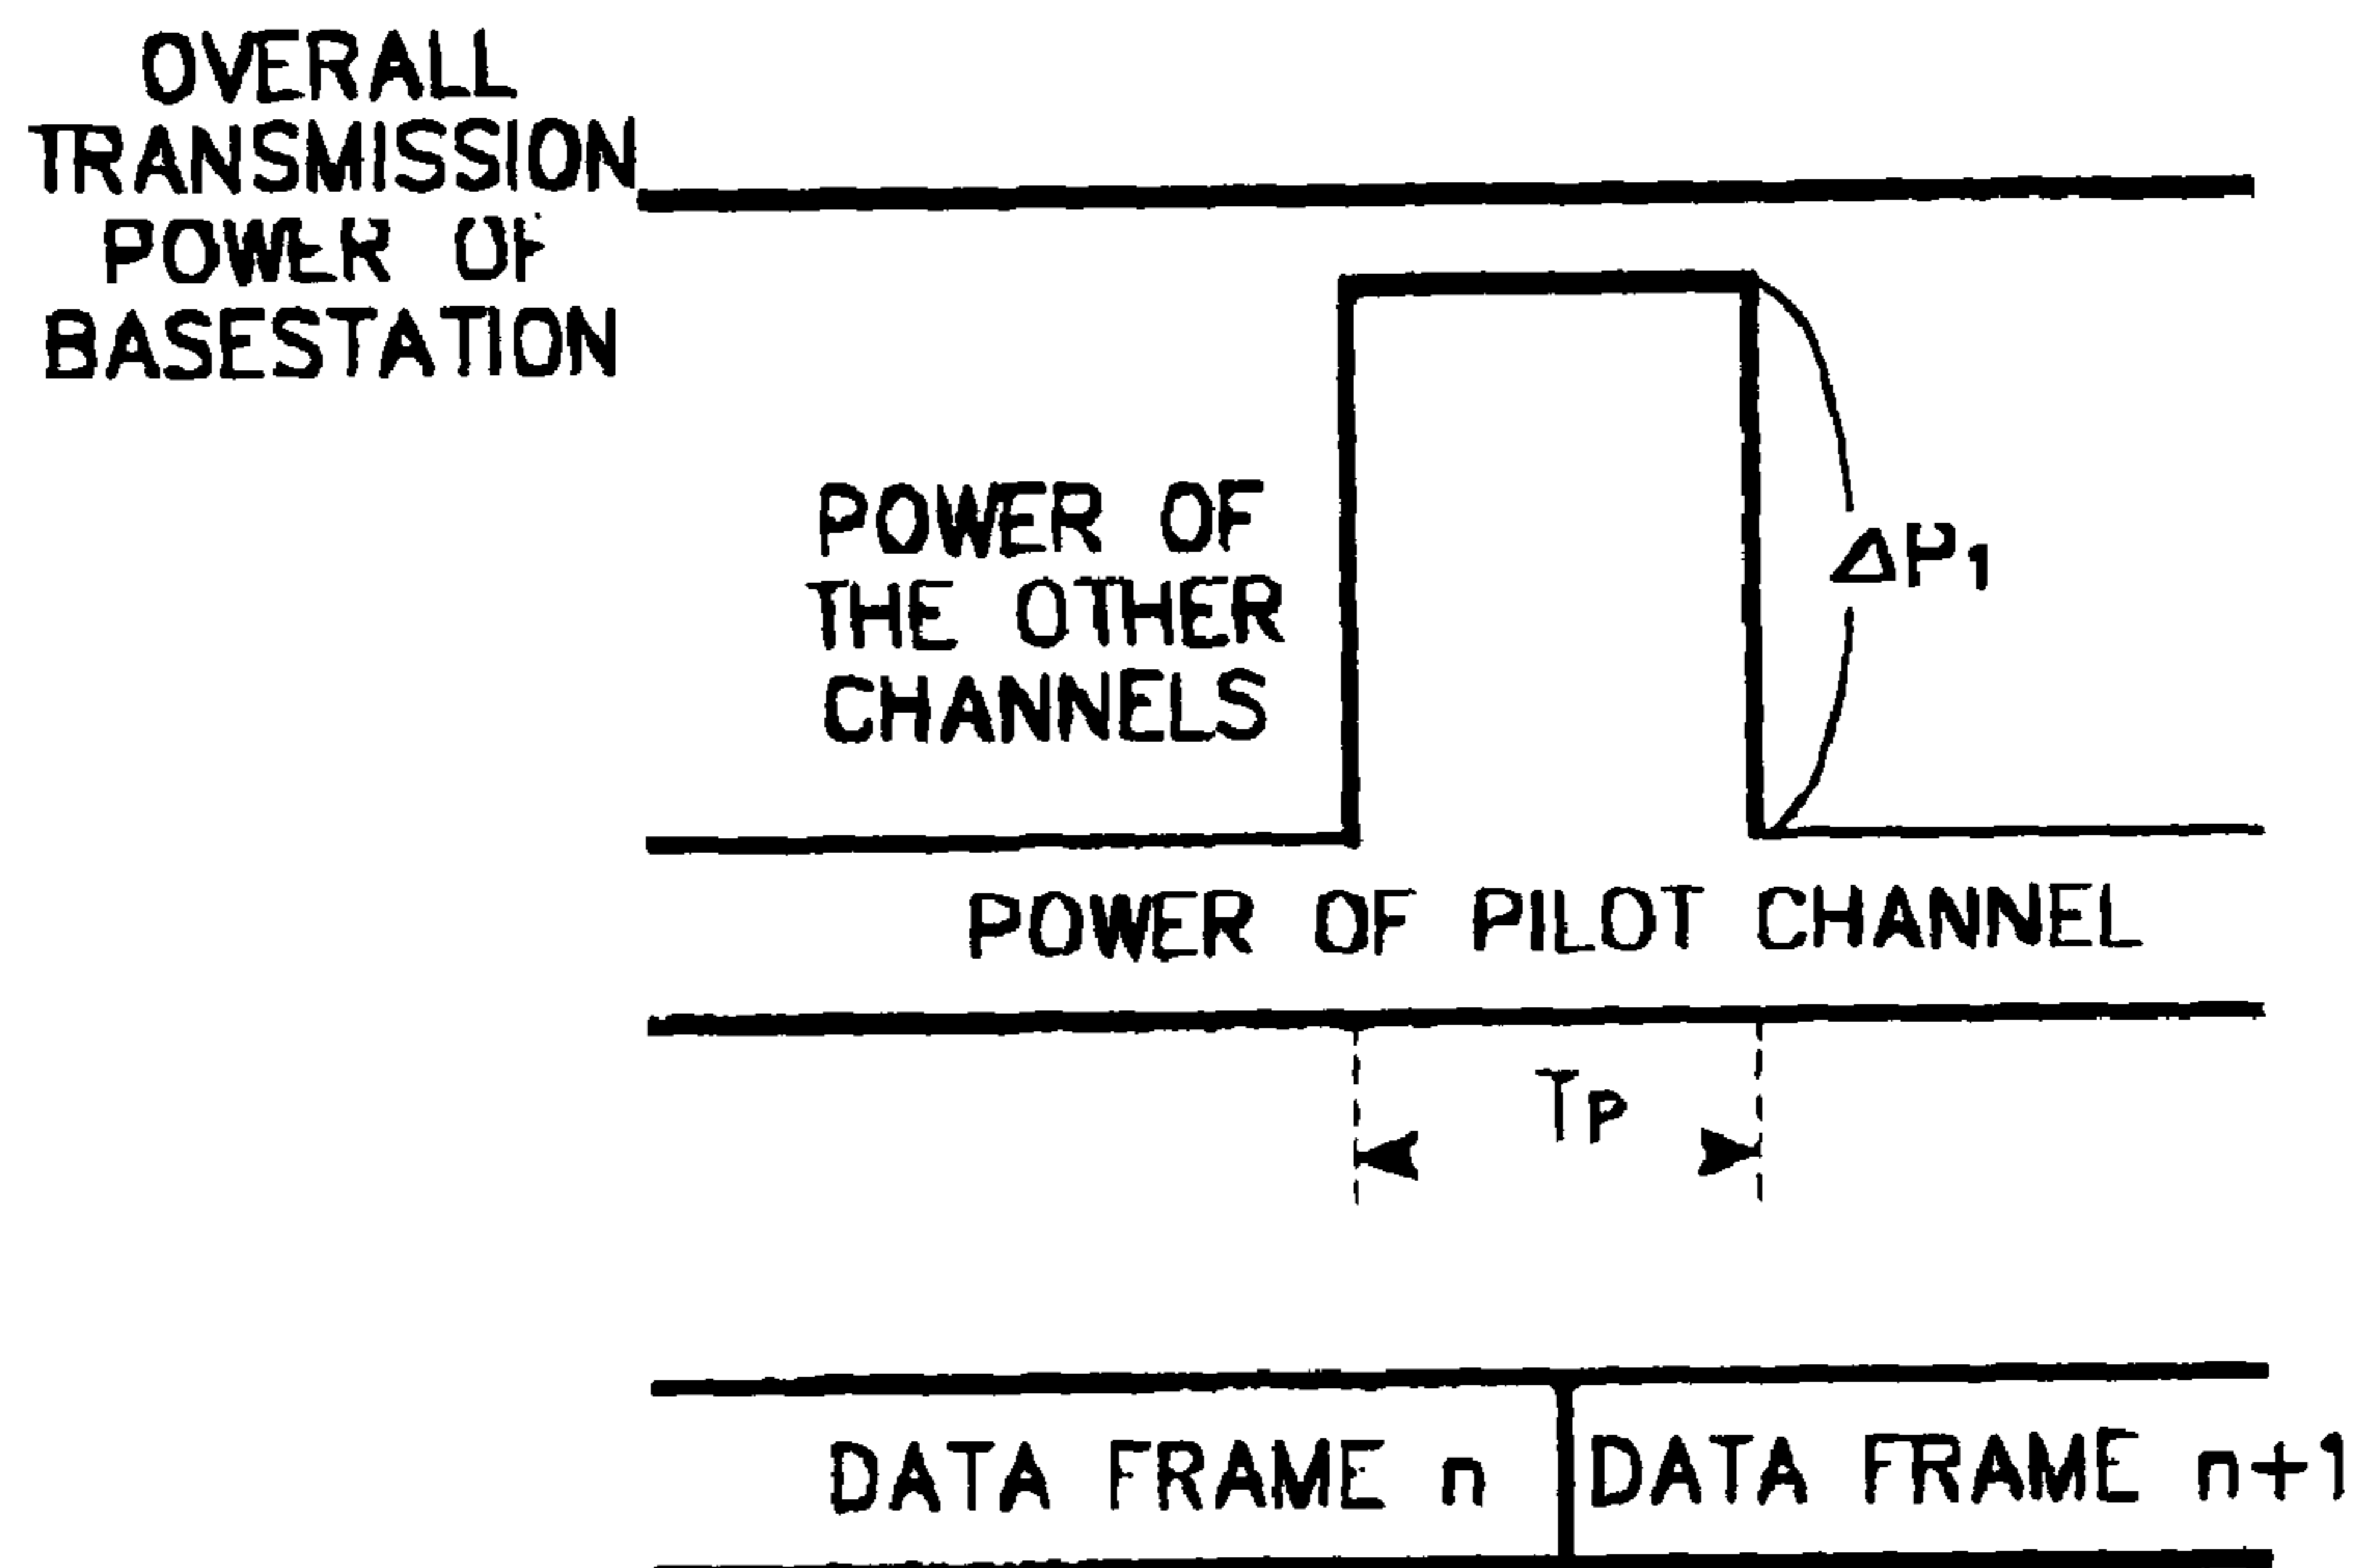 OVERALL
TRANSMISSION
POWER OF
BASESTATION
POWER OF
THE OTHER
CHANNELS
ΔP1
POWER OF PILOT CHANNEL
TP
DATA FRAME n
DATA FRAME n+1